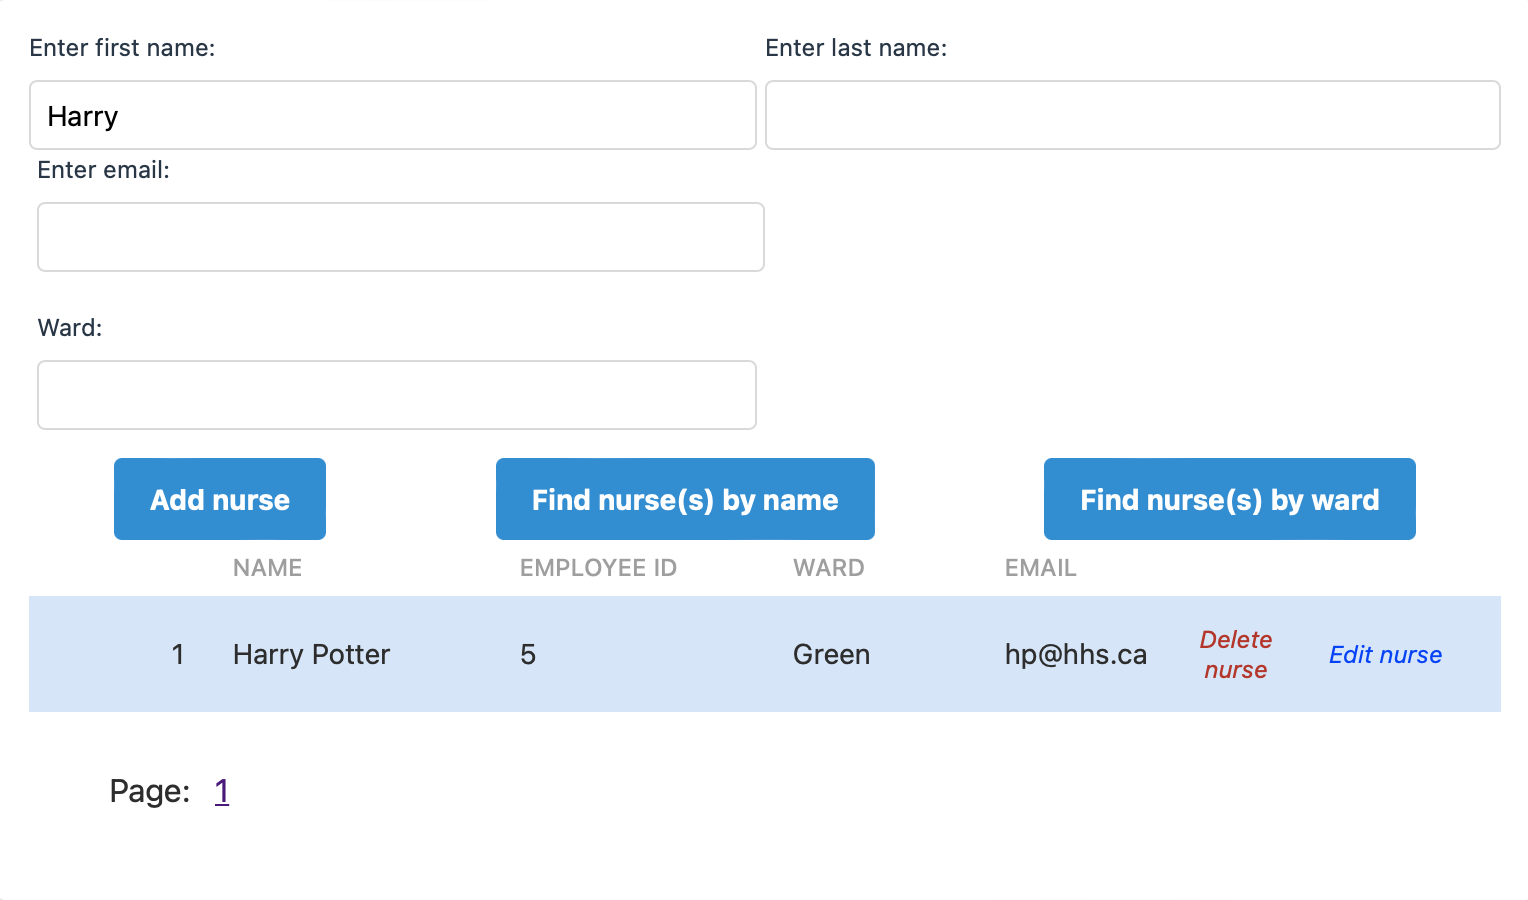 Enter first name: Enter last name:
Harry
Enter email:
Ward:
Add nurse Find nurse(s) by name Find nurse(s) by ward
NAME EMPLOYEE ID WARD EMAIL
1 Harry Potter 5 Green hp@hhs.ca Delete nurse Edit nurse
Page: 1